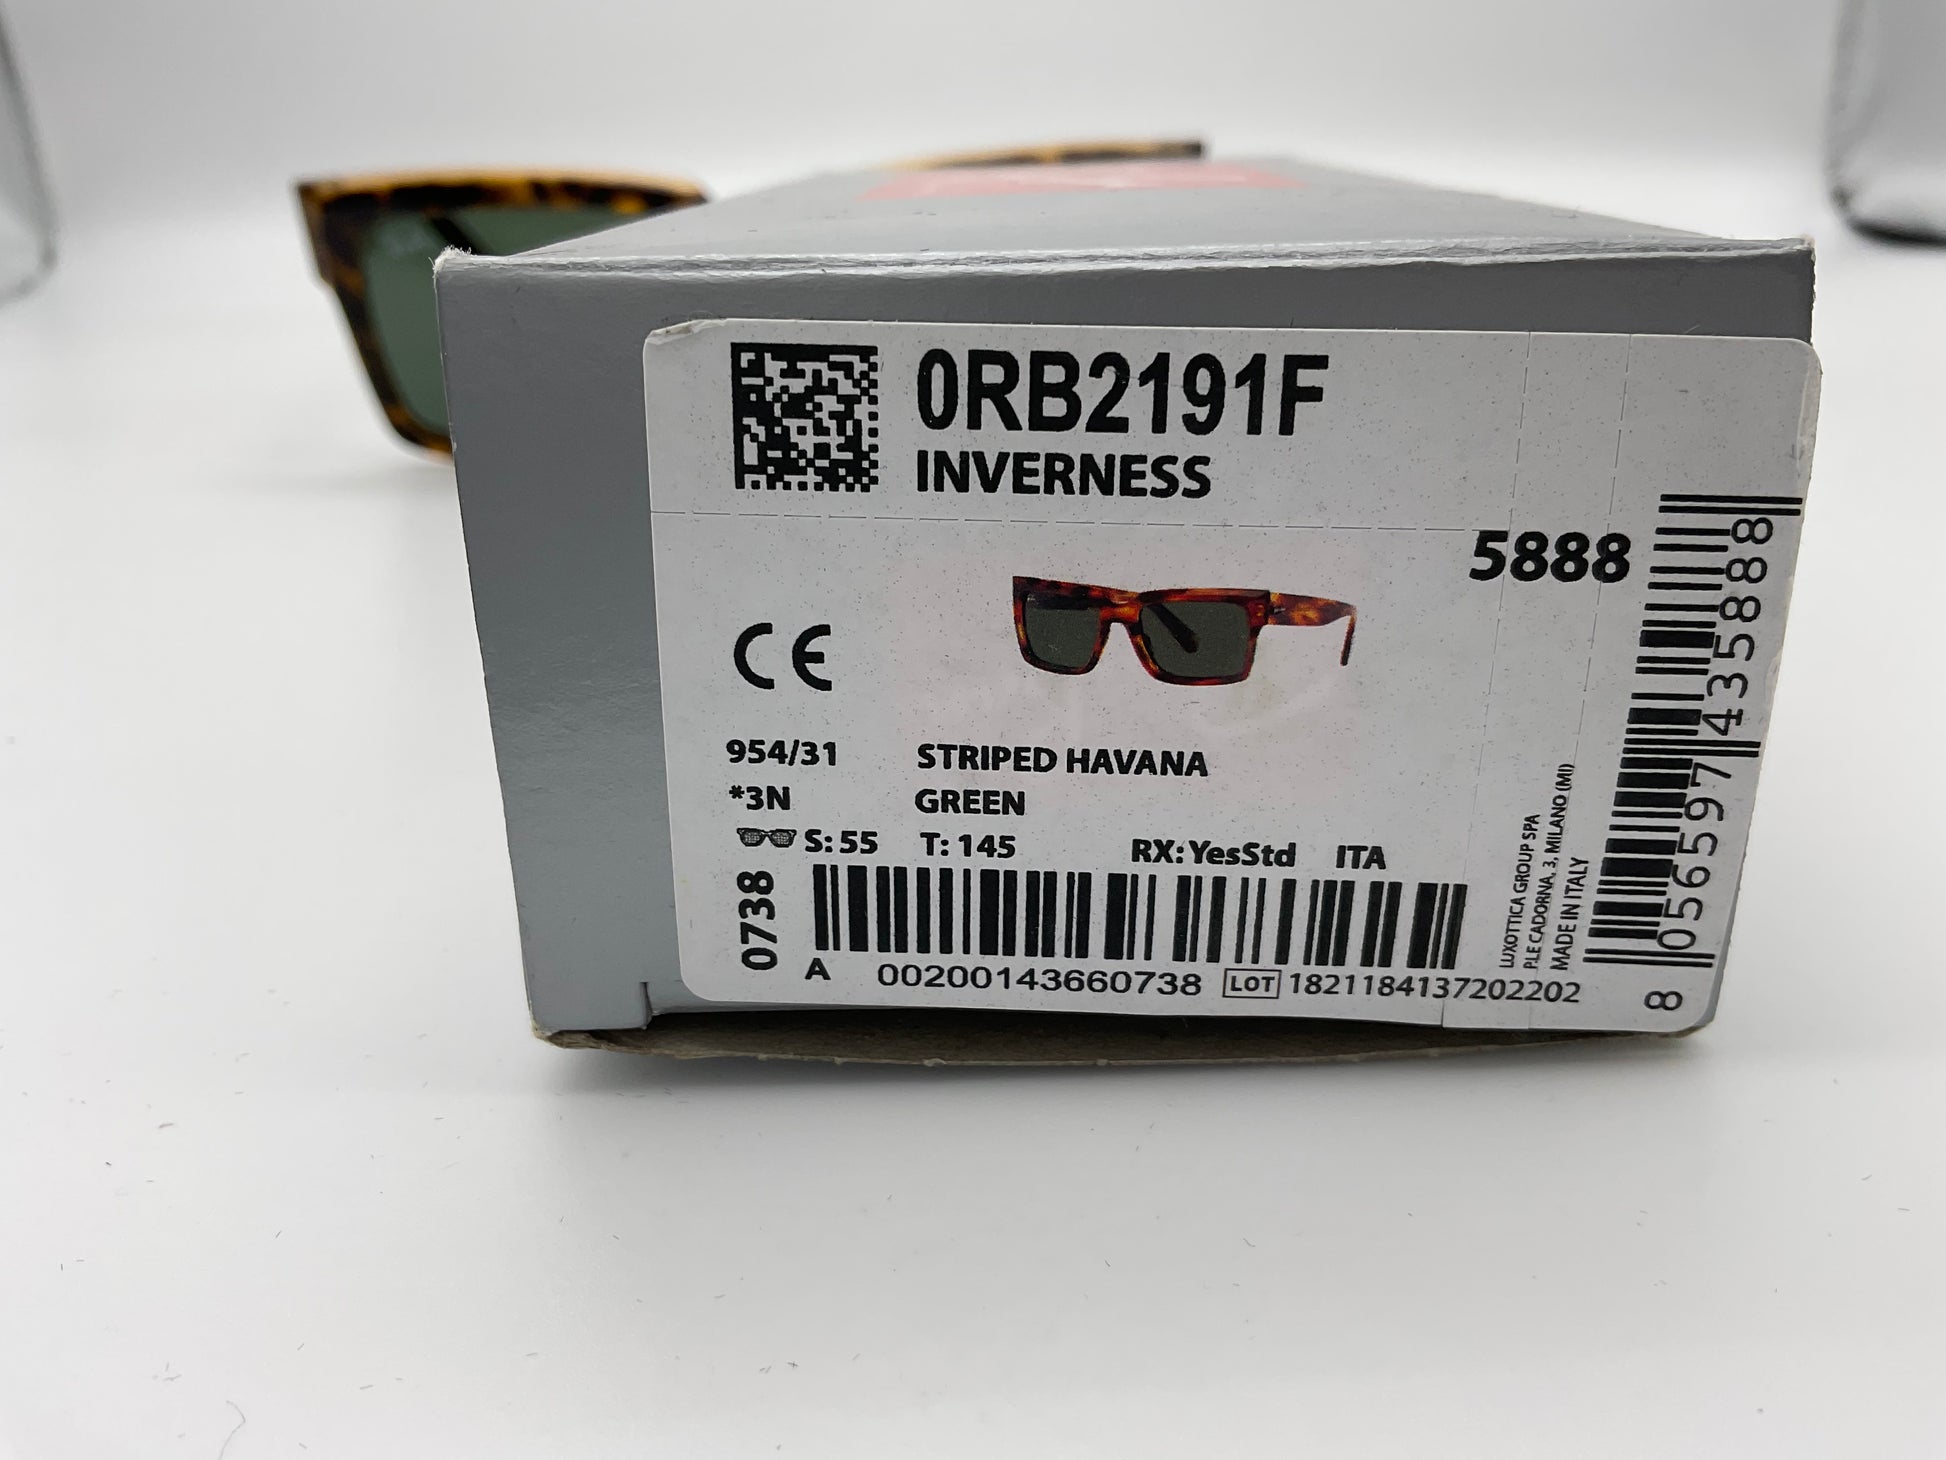 0RB2191F
INVERNESS
5888
CE
954/31 STRIPED HAVANA
*3N GREEN
S: 55 T: 145 RX: YesStd ITA
0738
A 00200143660738 LOT 1821184137202202
LUXOTTICA GROUP SPA
P.LE CADORNA, 3, MILANO (MI)
MADE IN ITALY
8 056597 435888